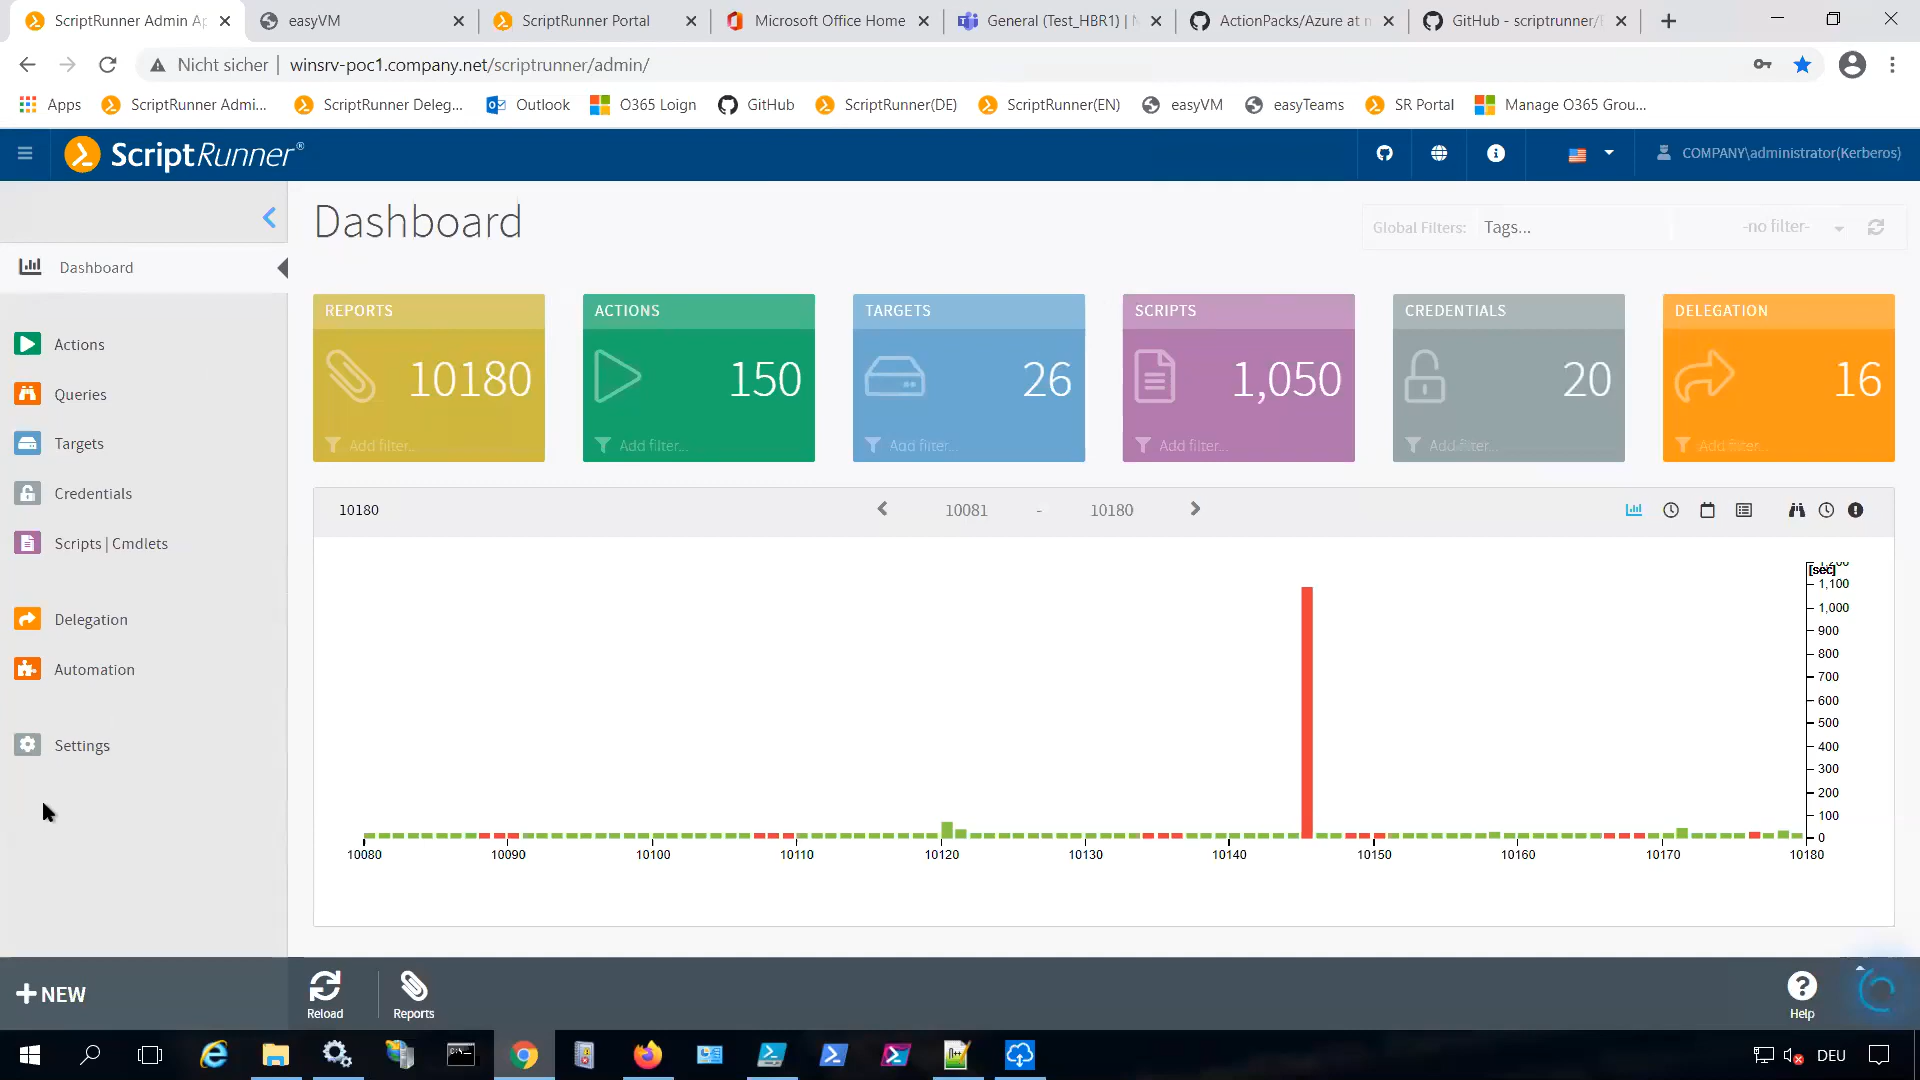 ScriptRunner Admin Ap
easyVM
ScriptRunner Portal
Microsoft Office Home
General (Test_HBR1) |
ActionPacks/Azure at
GitHub - scriptrunner/
Nicht sicher
winsrv-poc1.company.net/scriptrunner/admin/
Apps
ScriptRunner Admi...
ScriptRunner Deleg...
Outlook
O365 Loign
GitHub
ScriptRunner(DE)
ScriptRunner(EN)
easyVM
easyTeams
SR Portal
Manage O365 Grou...
ScriptRunner®
COMPANY\administrator(Kerberos)
Dashboard
Global Filters:
Tags...
-no filter-
Dashboard
Actions
Queries
Targets
Credentials
Scripts | Cmdlets
Delegation
Automation
Settings
REPORTS
10180
Add filter...
ACTIONS
150
Add filter...
TARGETS
26
Add filter...
SCRIPTS
1,050
Add filter...
CREDENTIALS
20
Add filter...
DELEGATION
16
Add filter...
10180
10081 - 10180
[sec]
1,200
1,100
1,000
900
800
700
600
500
400
300
200
100
0
10080
10090
10100
10110
10120
10130
10140
10150
10160
10170
10180
+ NEW
Reload
Reports
Help
DEU